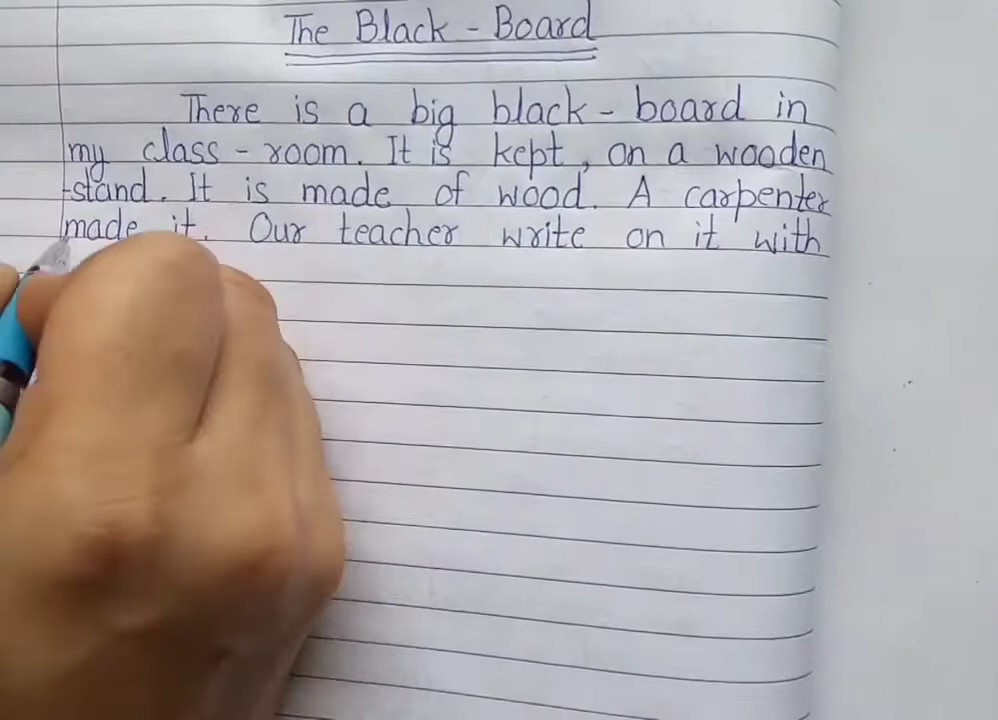 The Black - Board
There is a big black - board in
my class - room. It is kept, on a wooden
stand. It is made of wood. A carpenter
made it. Our teacher write on it with